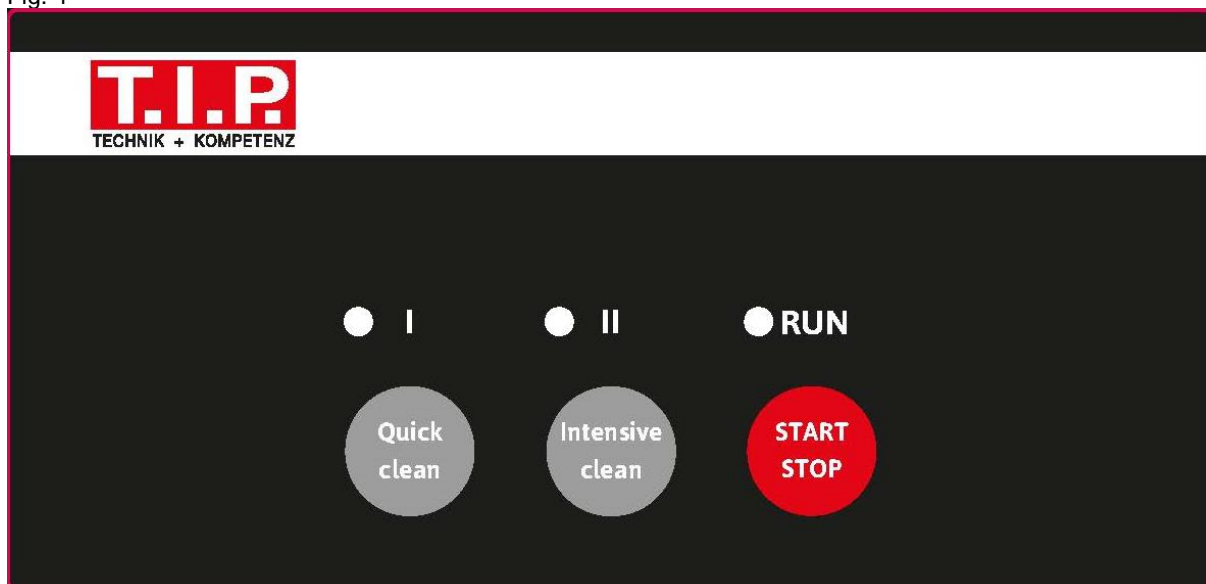 T.I.P.
TECHNIK + KOMPETENZ
I
II
RUN
Quick
clean
Intensive
clean
START
STOP